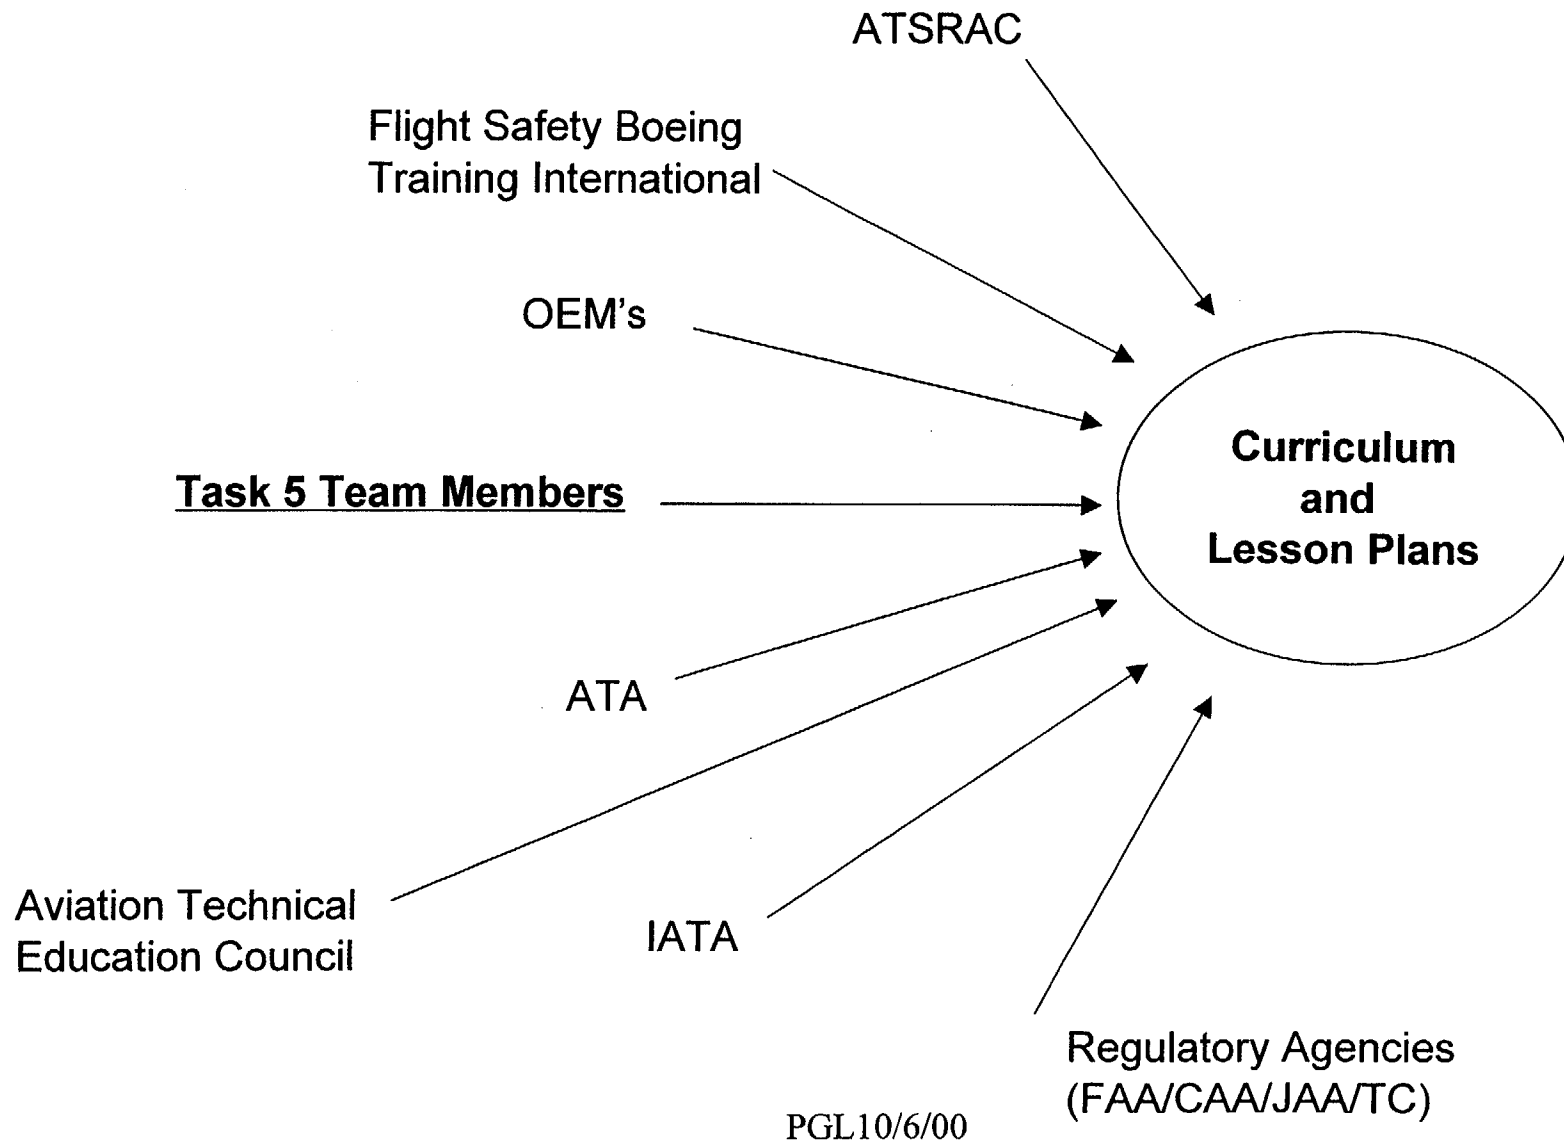 ATSRAC
Flight Safety Boeing
Training International
OEM's
Task 5 Team Members
Curriculum
and
Lesson Plans
ATA
Aviation Technical
Education Council
IATA
Regulatory Agencies
(FAA/CAA/JAA/TC)
PGL10/6/00